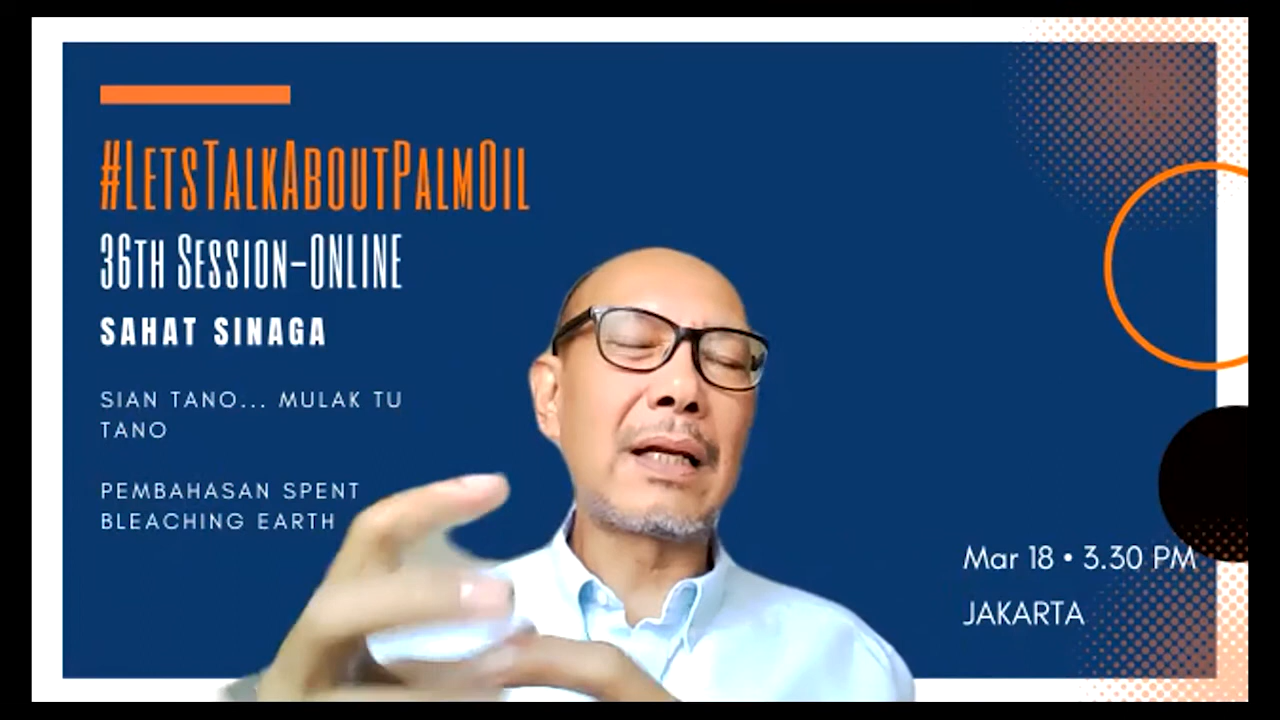 #LetsTalkAboutPalmOil
36th Session-ONLINE
SAHAT SINAGA
SIAN TANO... MULAK TU
TANO
PEMBAHASAN SPENT
BLEACHING EARTH
Mar 18 • 3.30 PM
JAKARTA